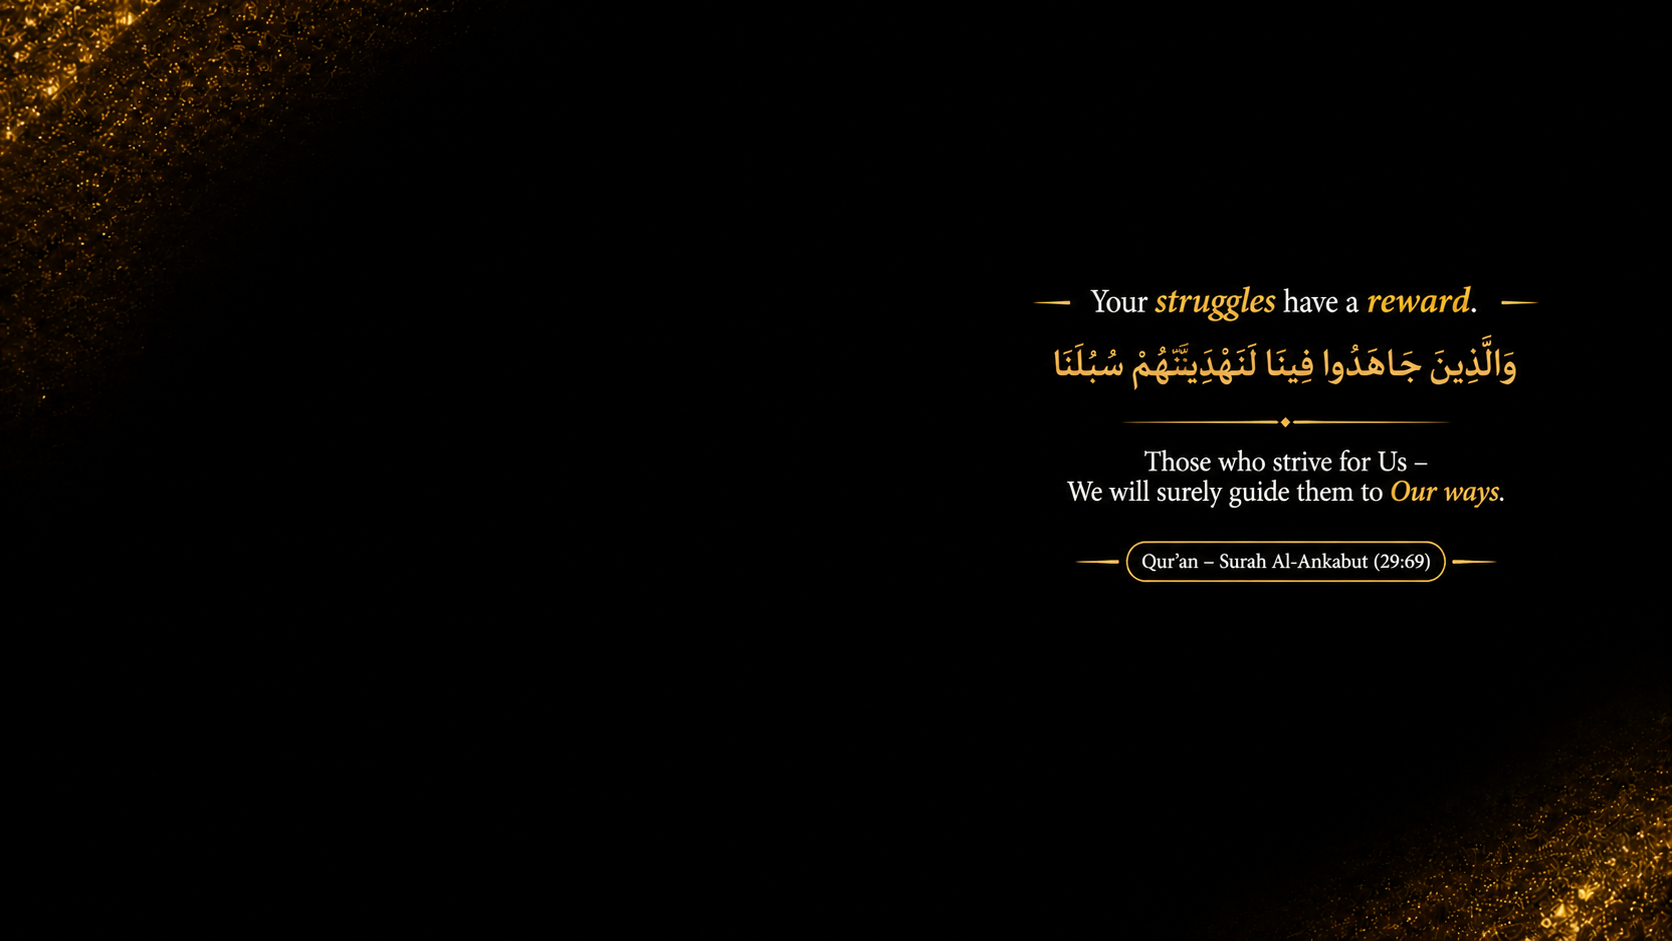 Your struggles have a reward.
وَالَّذِينَ جَاهَدُوا فِينَا لَنَهْدِيَنَّنَّهُمْ سُبُلَنَا
Those who strive for Us –
We will surely guide them to Our ways.
Qur’an – Surah Al-Ankabut (29:69)